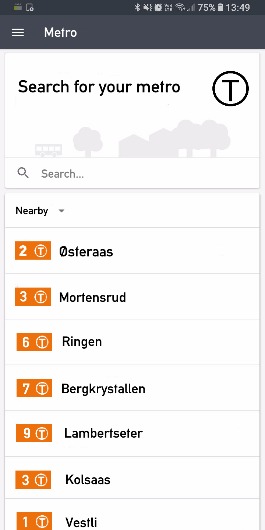 75% 13:49
Metro
Search for your metro
T
Search...
Nearby
2 T Østeraas
3 T Mortensrud
6 T Ringen
7 T Bergkrystallen
9 T Lambertseter
3 T Kolsaas
1 T Vestli